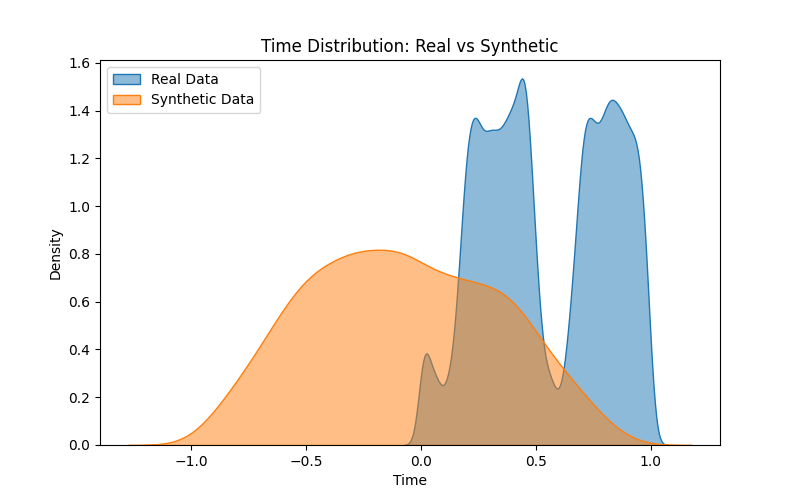 Time Distribution: Real vs Synthetic
Real Data
Synthetic Data
Density
1.6
1.4
1.2
1.0
0.8
0.6
0.4
0.2
0.0
−1.0
−0.5
0.0
0.5
1.0
Time